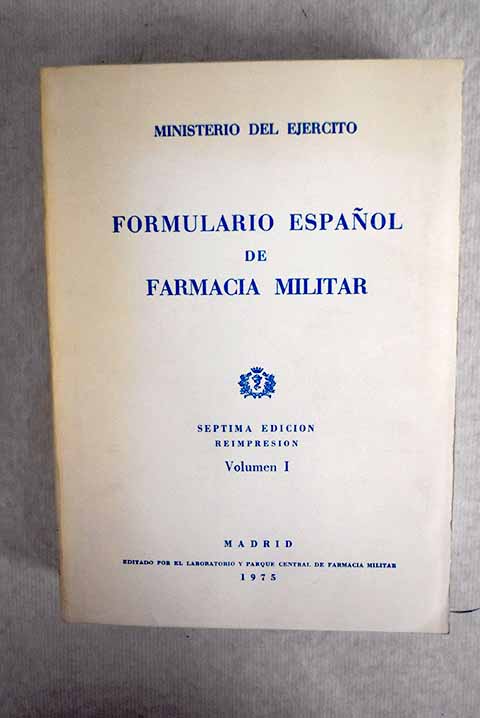 MINISTERIO DEL EJERCITO
FORMULARIO ESPAÑOL
DE
FARMACIA MILITAR
SEPTIMA EDICION
REIMPRESION
Volumen I
MADRID
EDITADO POR EL LABORATORIO Y PARQUE CENTRAL DE FARMACIA MILITAR
1975